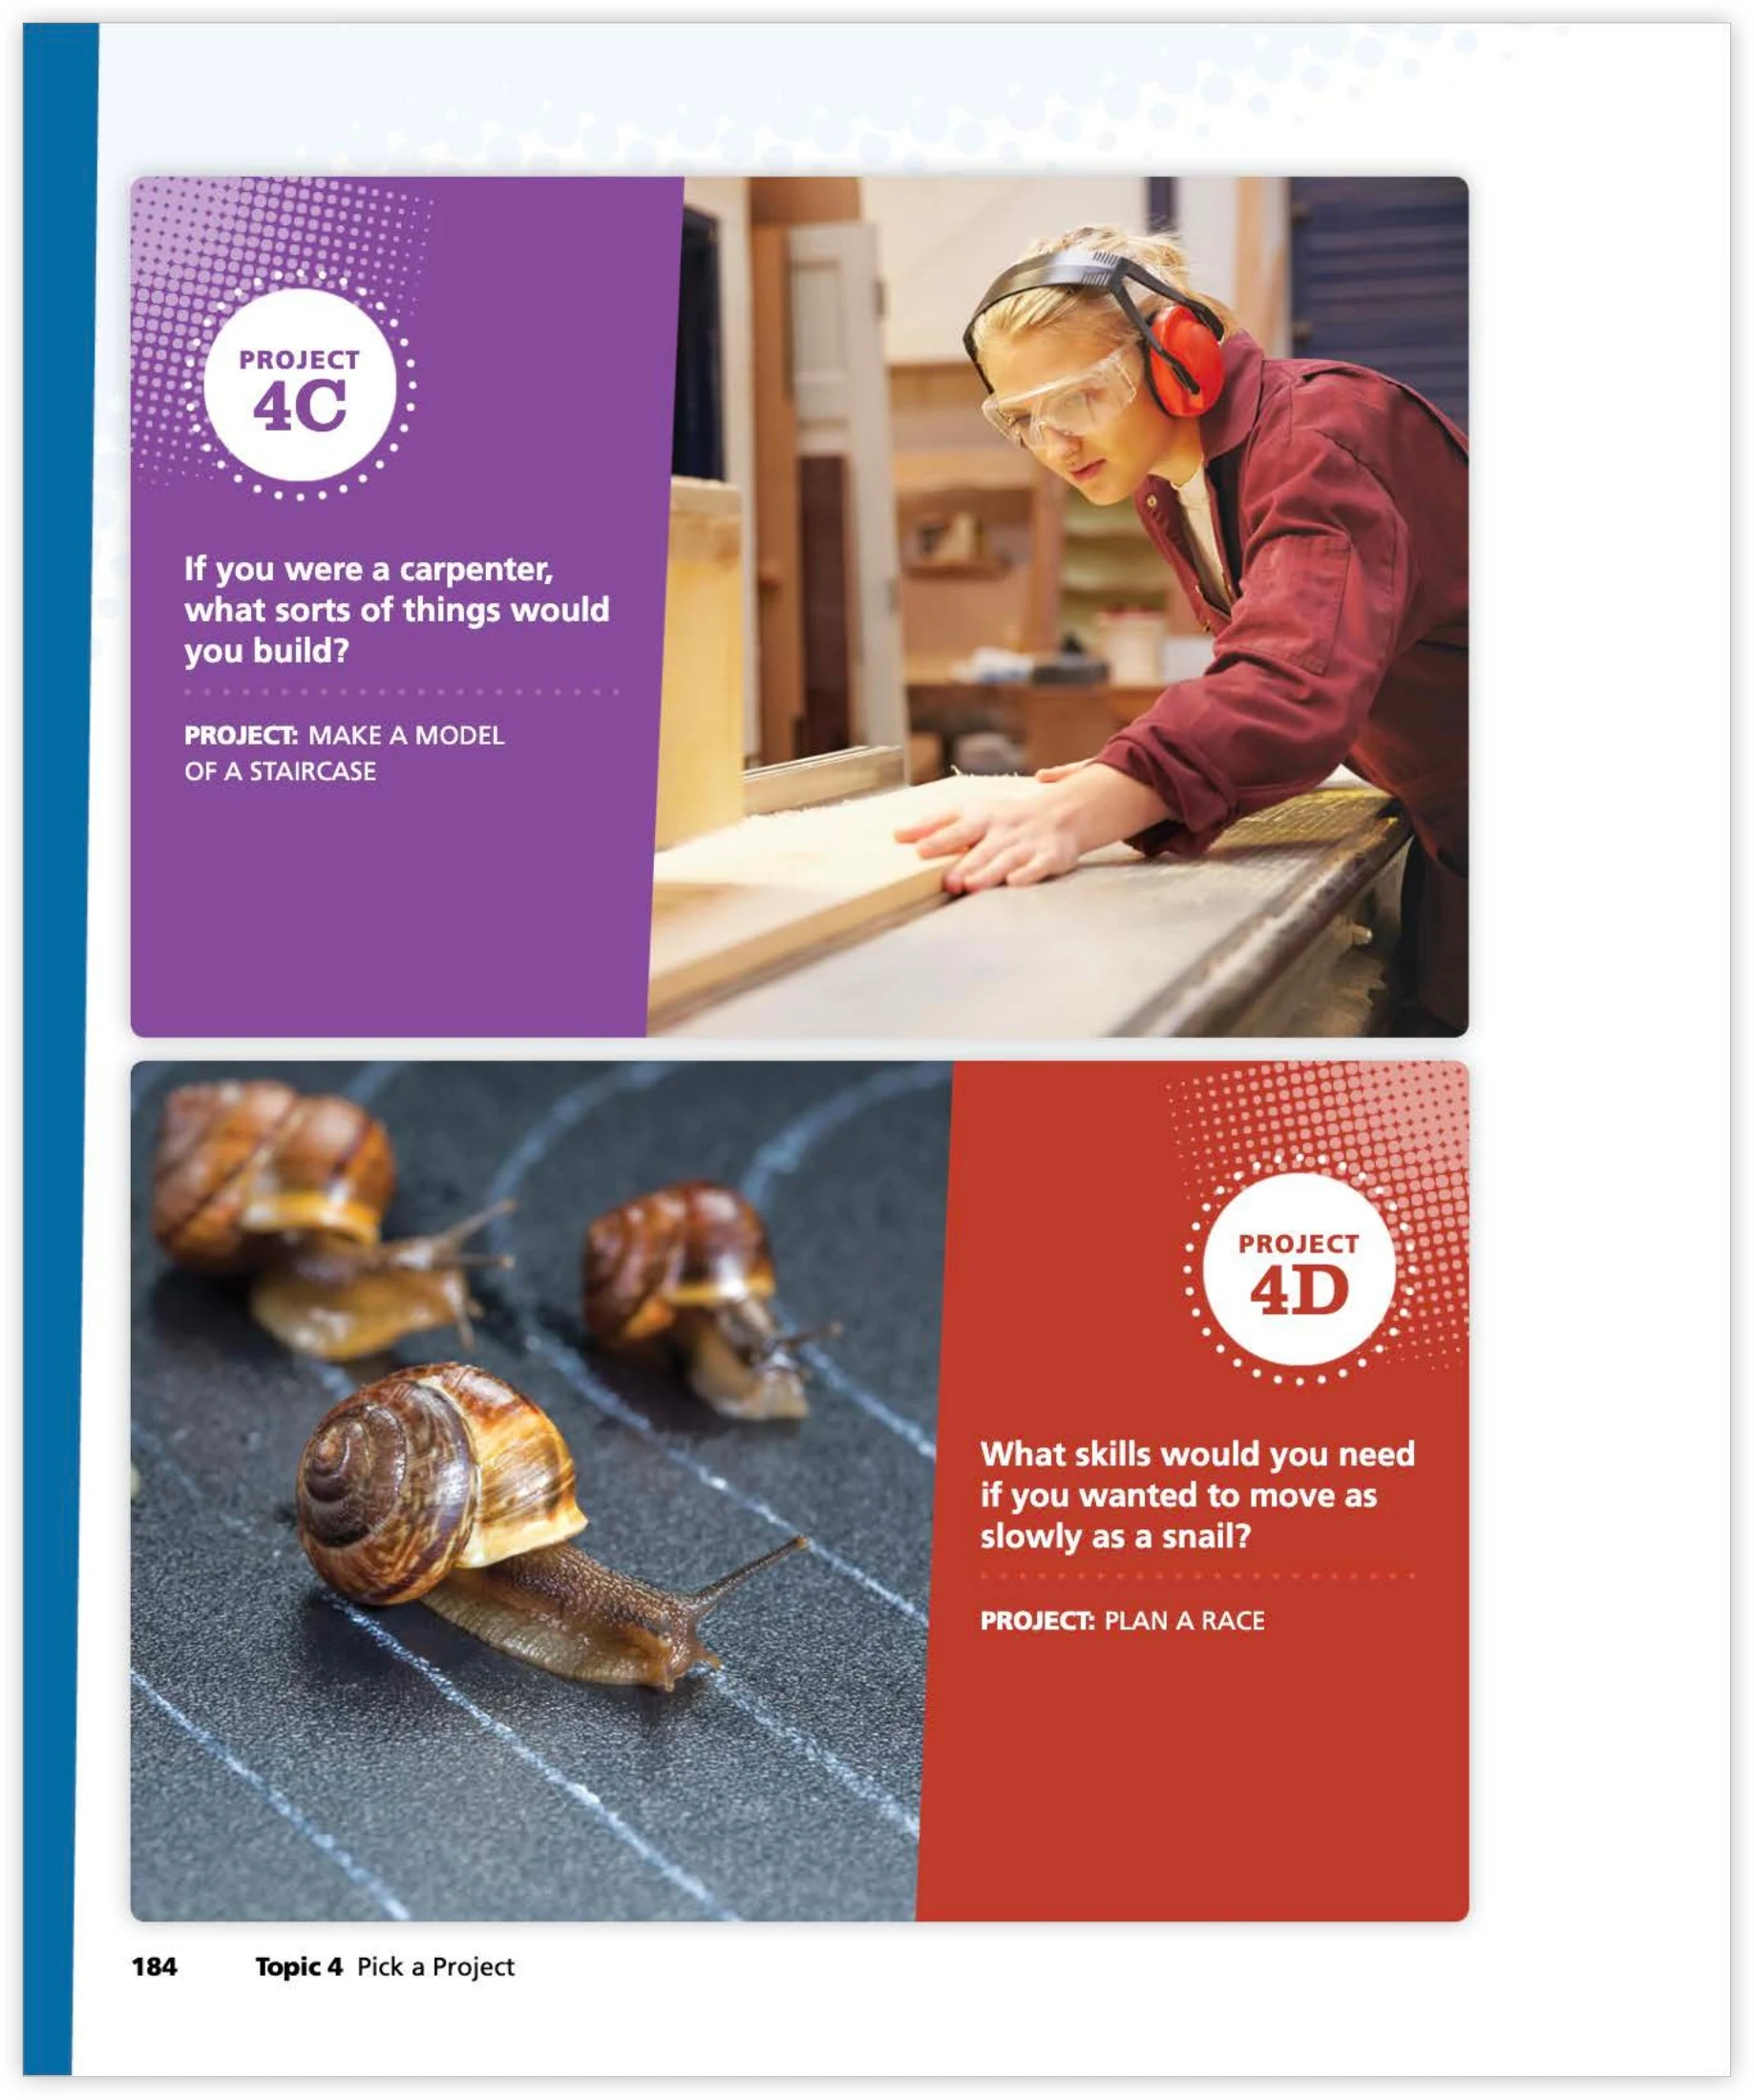 PROJECT
4C
If you were a carpenter,
what sorts of things would
you build?
PROJECT: MAKE A MODEL
OF A STAIRCASE
PROJECT
4D
What skills would you need
if you wanted to move as
slowly as a snail?
PROJECT: PLAN A RACE
184 Topic 4 Pick a Project